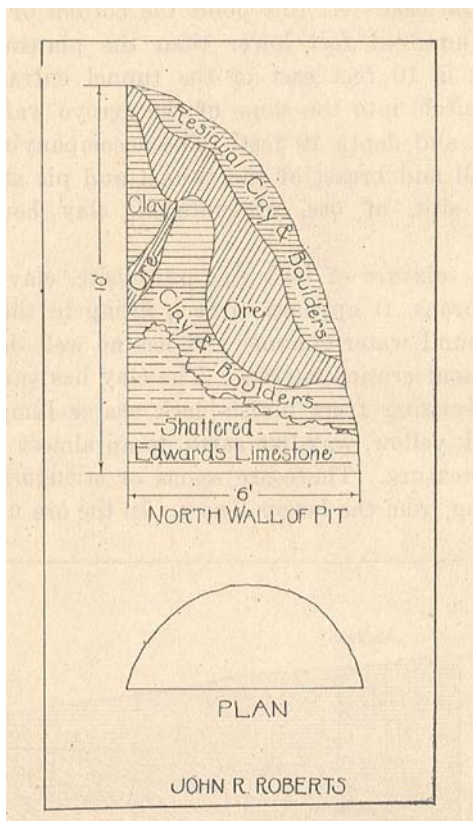 Residual Clay & Boulders
Clay
Ore
10'
Ore
Clay & Boulders
Shattered
Edwards Limestone
6'
NORTH WALL OF PIT
PLAN
JOHN R. ROBERTS